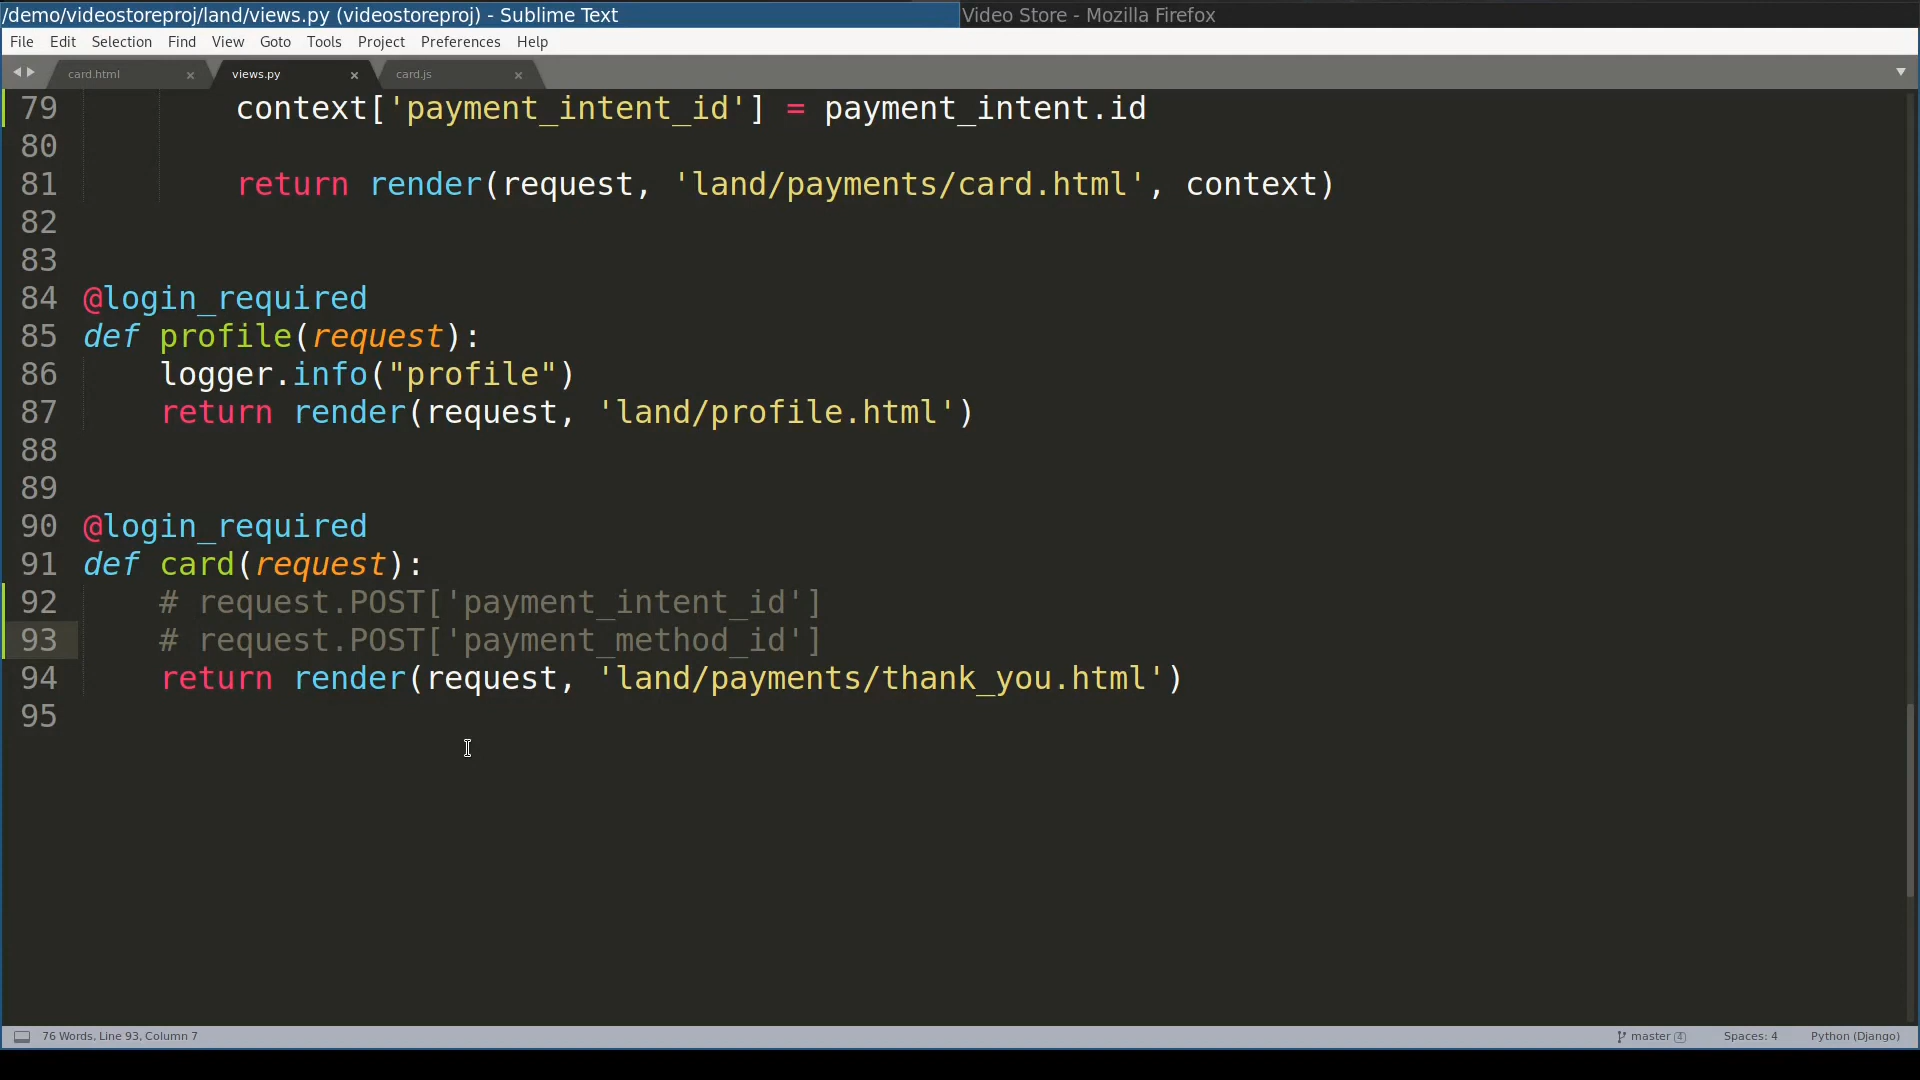 /demo/videostoreproj/land/views.py (videostoreproj) - Sublime Text
Video Store - Mozilla Firefox
File Edit Selection Find View Goto Tools Project Preferences Help
card.html × views.py × card.js ×
79 context['payment_intent_id'] = payment_intent.id
80
81 return render(request, 'land/payments/card.html', context)
82
83
84 @login_required
85 def profile(request):
86 logger.info("profile")
87 return render(request, 'land/profile.html')
88
89
90 @login_required
91 def card(request):
92 # request.POST['payment_intent_id']
93 # request.POST['payment_method_id']
94 return render(request, 'land/payments/thank_you.html')
95
76 Words, Line 93, Column 7
master 4 Spaces: 4 Python (Django)